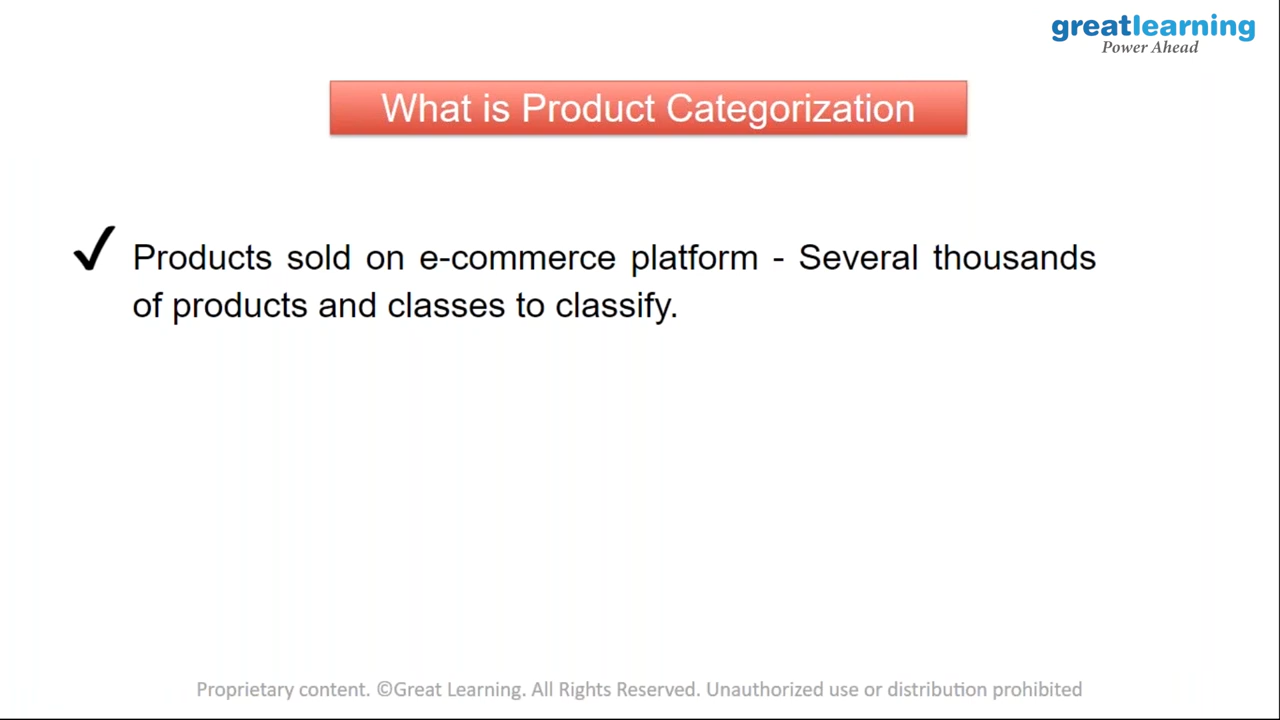 greatlearning
Power Ahead
What is Product Categorization
Products sold on e-commerce platform - Several thousands
of products and classes to classify.
Proprietary content. ©Great Learning. All Rights Reserved. Unauthorized use or distribution prohibited